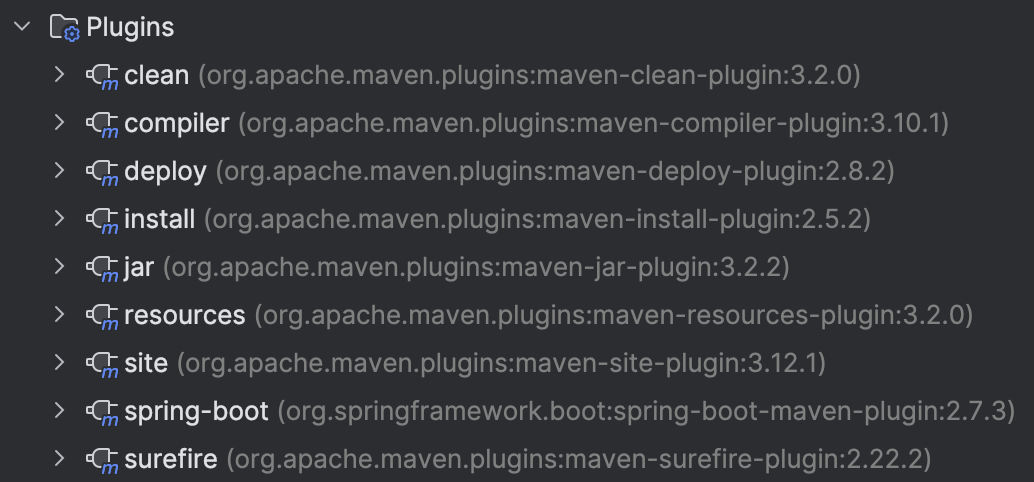 Plugins
clean (org.apache.maven.plugins:maven-clean-plugin:3.2.0)
compiler (org.apache.maven.plugins:maven-compiler-plugin:3.10.1)
deploy (org.apache.maven.plugins:maven-deploy-plugin:2.8.2)
install (org.apache.maven.plugins:maven-install-plugin:2.5.2)
jar (org.apache.maven.plugins:maven-jar-plugin:3.2.2)
resources (org.apache.maven.plugins:maven-resources-plugin:3.2.0)
site (org.apache.maven.plugins:maven-site-plugin:3.12.1)
spring-boot (org.springframework.boot:spring-boot-maven-plugin:2.7.3)
surefire (org.apache.maven.plugins:maven-surefire-plugin:2.22.2)